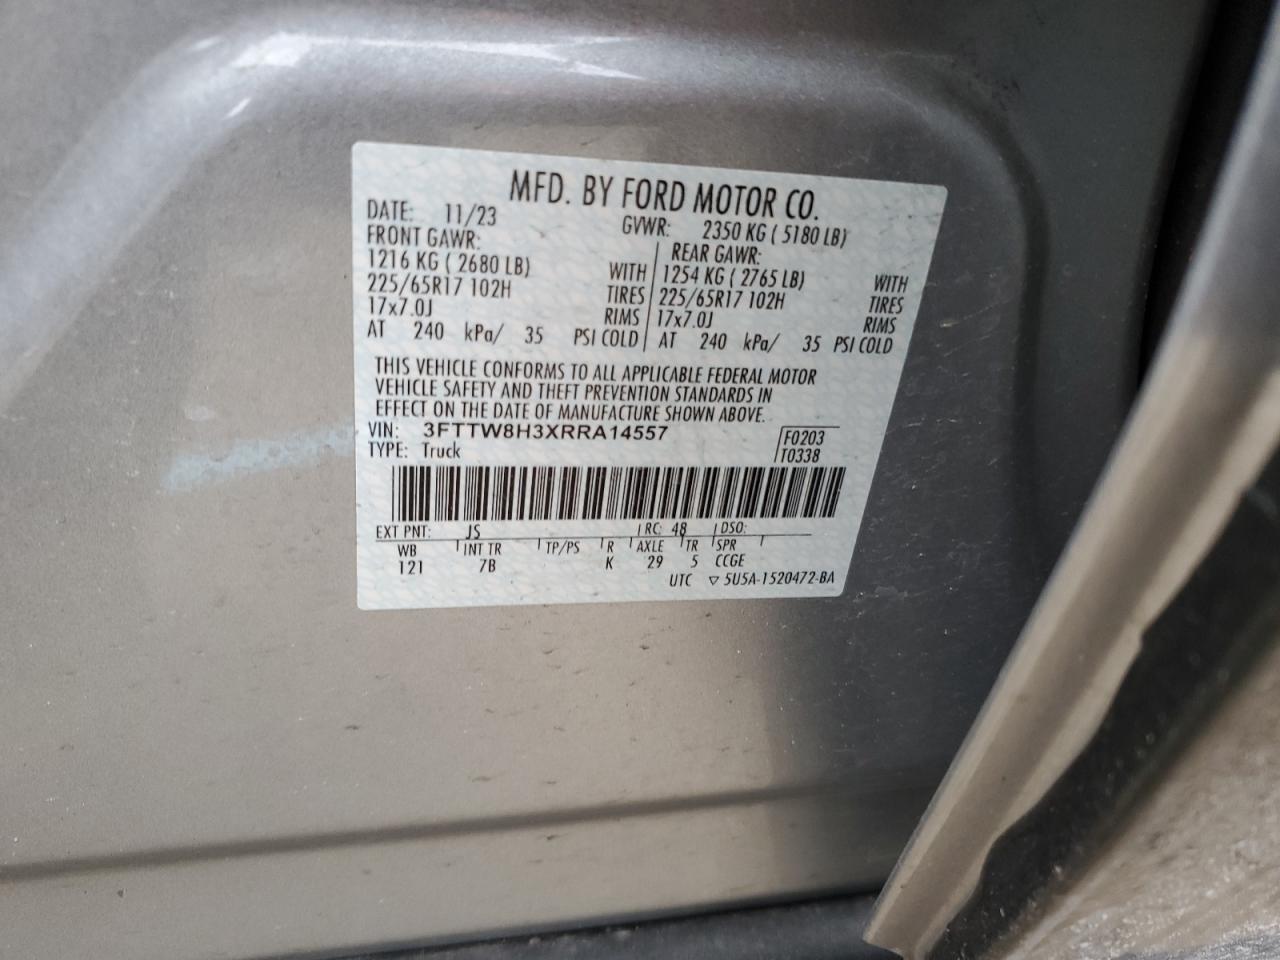 MFD. BY FORD MOTOR CO.
DATE: 11/23 GVWR: 2350 KG ( 5180 LB)
FRONT GAWR: REAR GAWR:
1216 KG ( 2680 LB) WITH 1254 KG ( 2765 LB) WITH
225/65R17 102H TIRES 225/65R17 102H TIRES
17x7.0J RIMS 17x7.0J RIMS
AT 240 kPa/ 35 PSI COLD AT 240 kPa/ 35 PSI COLD
THIS VEHICLE CONFORMS TO ALL APPLICABLE FEDERAL MOTOR
VEHICLE SAFETY AND THEFT PREVENTION STANDARDS IN
EFFECT ON THE DATE OF MANUFACTURE SHOWN ABOVE.
VIN: 3FTTW8H3XRRA14557 F0203
TYPE: Truck T0338
EXT PNT: JS RC: 48 DSO:
WB INT TR TP/PS R AXLE TR SPR
121 7B K 29 5 CCGE
UTC ▽ 5U5A-1520472-BA